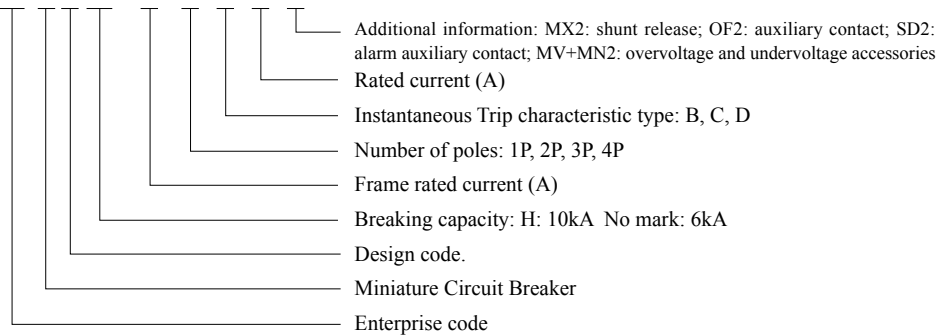 Additional information: MX2: shunt release; OF2: auxiliary contact; SD2:
alarm auxiliary contact; MV+MN2: overvoltage and undervoltage accessories
Rated current (A)
Instantaneous Trip characteristic type: B, C, D
Number of poles: 1P, 2P, 3P, 4P
Frame rated current (A)
Breaking capacity: H: 10kA No mark: 6kA
Design code.
Miniature Circuit Breaker
Enterprise code